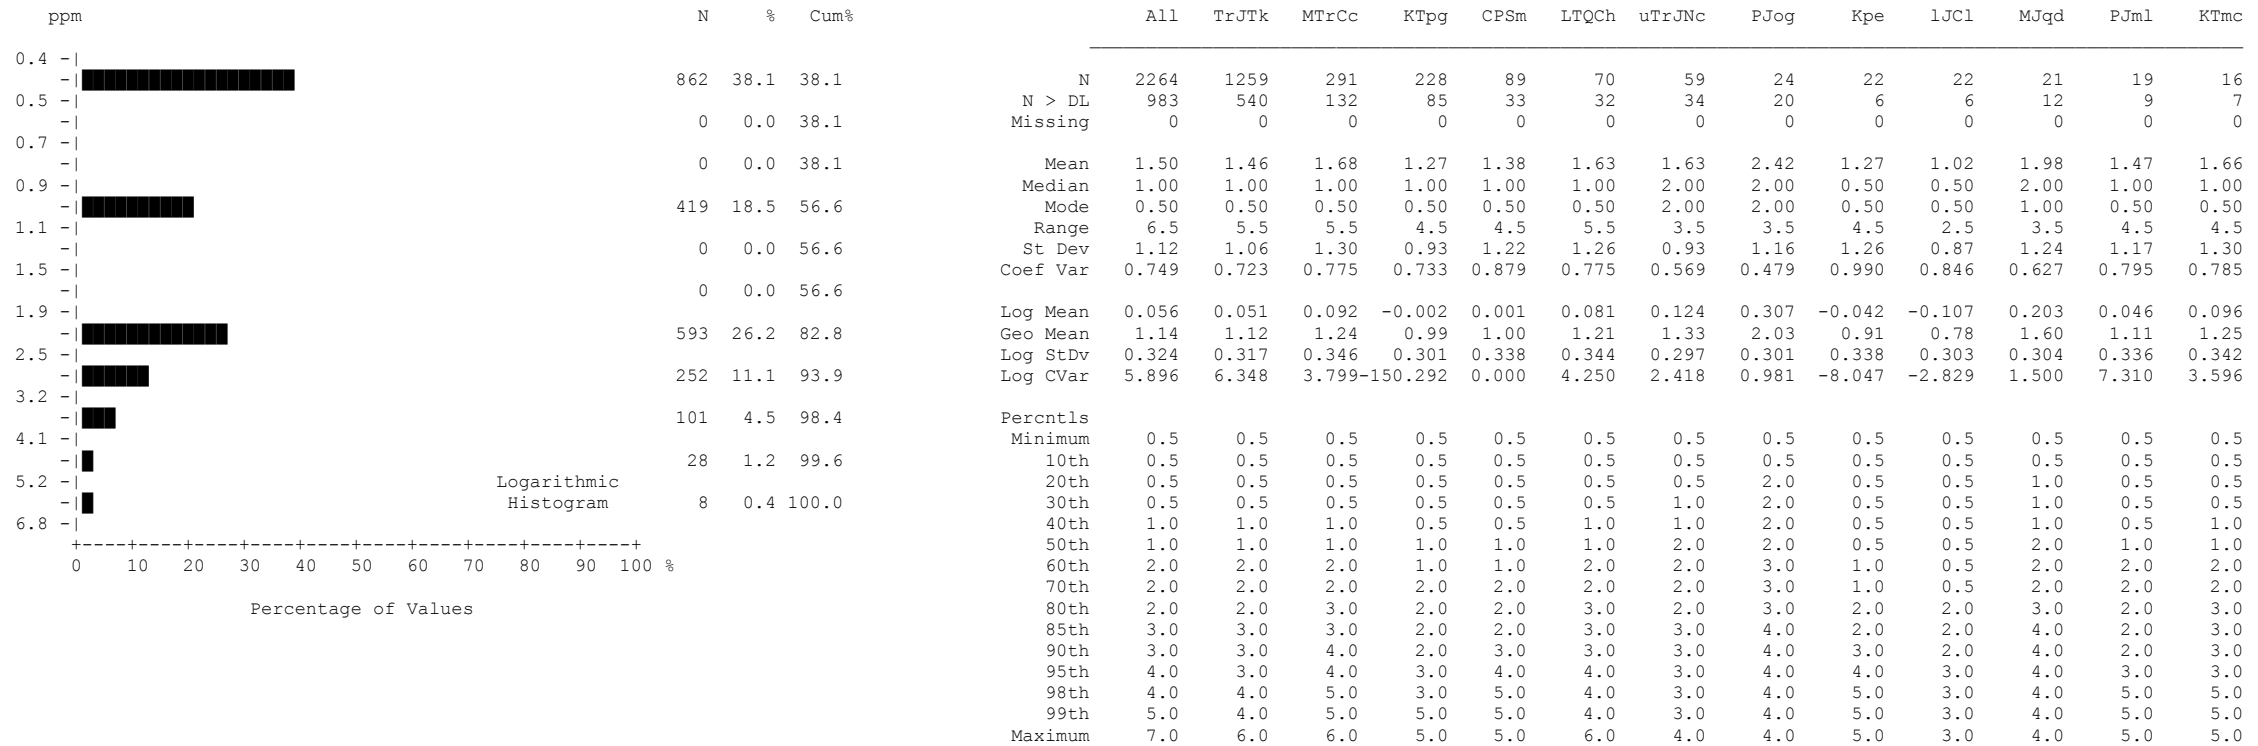 ppm N % Cum% All TrJTk MTrCc KTpg CPSm LTQCh uTrJNc PJog Kpe lJCl MJqd PJml KTmc
0.4 -|
-| 862 38.1 38.1 N 2264 1259 291 228 89 70 59 24 22 22 21 19 16
0.5 -| N > DL 983 540 132 85 33 32 34 20 6 6 12 9 7
-| 0 0.0 38.1 Missing 0 0 0 0 0 0 0 0 0 0 0 0 0
0.7 -|
-| 0 0.0 38.1 Mean 1.50 1.46 1.68 1.27 1.38 1.63 1.63 2.42 1.27 1.02 1.98 1.47 1.66
0.9 -| Median 1.00 1.00 1.00 1.00 1.00 1.00 2.00 2.00 0.50 0.50 2.00 1.00 1.00
-| 419 18.5 56.6 Mode 0.50 0.50 0.50 0.50 0.50 0.50 2.00 2.00 0.50 0.50 1.00 0.50 0.50
1.1 -| Range 6.5 5.5 5.5 4.5 4.5 5.5 3.5 3.5 4.5 2.5 3.5 4.5 4.5
-| 0 0.0 56.6 St Dev 1.12 1.06 1.30 0.93 1.22 1.26 0.93 1.16 1.26 0.87 1.24 1.17 1.30
1.5 -| Coef Var 0.749 0.723 0.775 0.733 0.879 0.775 0.569 0.479 0.990 0.846 0.627 0.795 0.785
-| 0 0.0 56.6
1.9 -| Log Mean 0.056 0.051 0.092 -0.002 0.001 0.081 0.124 0.307 -0.042 -0.107 0.203 0.046 0.096
-| 593 26.2 82.8 Geo Mean 1.14 1.12 1.24 0.99 1.00 1.21 1.33 2.03 0.91 0.78 1.60 1.11 1.25
2.5 -| Log StDv 0.324 0.317 0.346 0.301 0.338 0.344 0.297 0.301 0.338 0.303 0.304 0.336 0.342
-| 252 11.1 93.9 Log CVar 5.896 6.348 3.799-150.292 0.000 4.250 2.418 0.981 -8.047 -2.829 1.500 7.310 3.596
3.2 -|
-| 101 4.5 98.4 Percntls
4.1 -| Minimum 0.5 0.5 0.5 0.5 0.5 0.5 0.5 0.5 0.5 0.5 0.5 0.5 0.5
-| 28 1.2 99.6 10th 0.5 0.5 0.5 0.5 0.5 0.5 0.5 0.5 0.5 0.5 0.5 0.5 0.5
5.2 -| Logarithmic 20th 0.5 0.5 0.5 0.5 0.5 0.5 0.5 2.0 0.5 0.5 1.0 0.5 0.5
-| Histogram 8 0.4 100.0 30th 0.5 0.5 0.5 0.5 0.5 0.5 1.0 2.0 0.5 0.5 1.0 0.5 0.5
6.8 -| 40th 1.0 1.0 1.0 0.5 0.5 1.0 1.0 2.0 0.5 0.5 1.0 0.5 1.0
+----+----+----+----+----+----+----+----+----+----+ 50th 1.0 1.0 1.0 1.0 1.0 1.0 2.0 2.0 0.5 0.5 2.0 1.0 1.0
0 10 20 30 40 50 60 70 80 90 100 % 60th 2.0 2.0 2.0 1.0 1.0 2.0 2.0 3.0 1.0 0.5 2.0 2.0 2.0
70th 2.0 2.0 2.0 2.0 2.0 2.0 2.0 3.0 1.0 1.0 2.0 2.0 2.0
Percentage of Values 80th 2.0 2.0 3.0 2.0 2.0 3.0 2.0 3.0 2.0 2.0 3.0 2.0 3.0
85th 3.0 3.0 3.0 2.0 2.0 3.0 3.0 4.0 2.0 2.0 4.0 2.0 3.0
90th 3.0 3.0 4.0 2.0 3.0 3.0 3.0 4.0 3.0 2.0 4.0 2.0 3.0
95th 4.0 3.0 4.0 3.0 4.0 4.0 3.0 4.0 4.0 3.0 4.0 3.0 3.0
98th 4.0 4.0 5.0 3.0 5.0 4.0 3.0 4.0 5.0 3.0 4.0 5.0 5.0
99th 5.0 4.0 5.0 5.0 5.0 4.0 3.0 4.0 5.0 3.0 4.0 5.0 5.0
Maximum 7.0 6.0 6.0 5.0 5.0 6.0 4.0 4.0 5.0 3.0 4.0 5.0 5.0